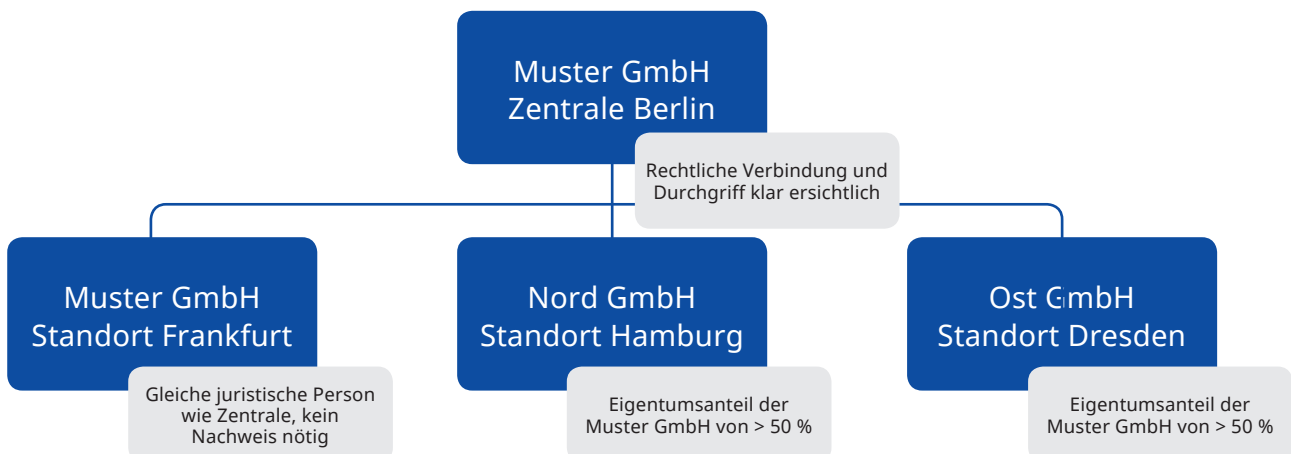 Muster GmbH
Zentrale Berlin
Rechtliche Verbindung und
Durchgriff klar ersichtlich
Muster GmbH
Standort Frankfurt
Gleiche juristische Person
wie Zentrale, kein
Nachweis nötig
Nord GmbH
Standort Hamburg
Eigentumsanteil der
Muster GmbH von > 50 %
Ost GmbH
Standort Dresden
Eigentumsanteil der
Muster GmbH von > 50 %